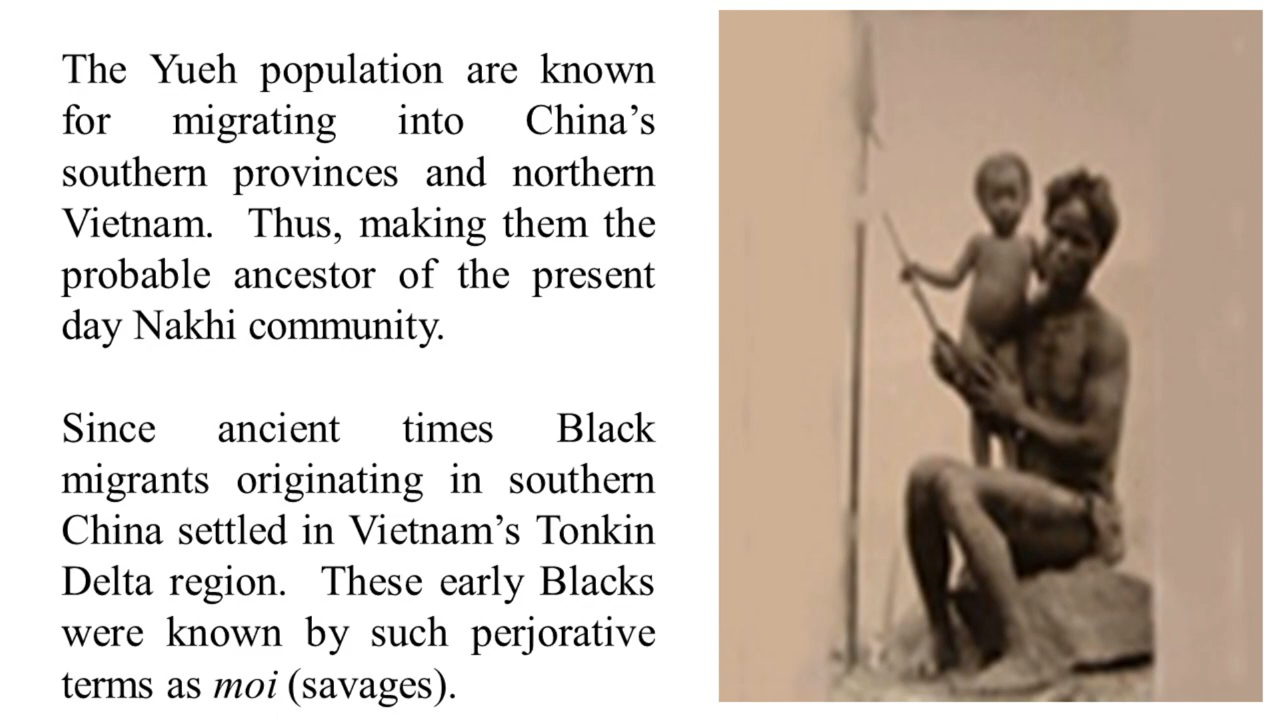 The Yueh population are known
for migrating into China’s
southern provinces and northern
Vietnam. Thus, making them the
probable ancestor of the present
day Nakhi community.
Since ancient times Black
migrants originating in southern
China settled in Vietnam’s Tonkin
Delta region. These early Blacks
were known by such perjorative
terms as moi (savages).